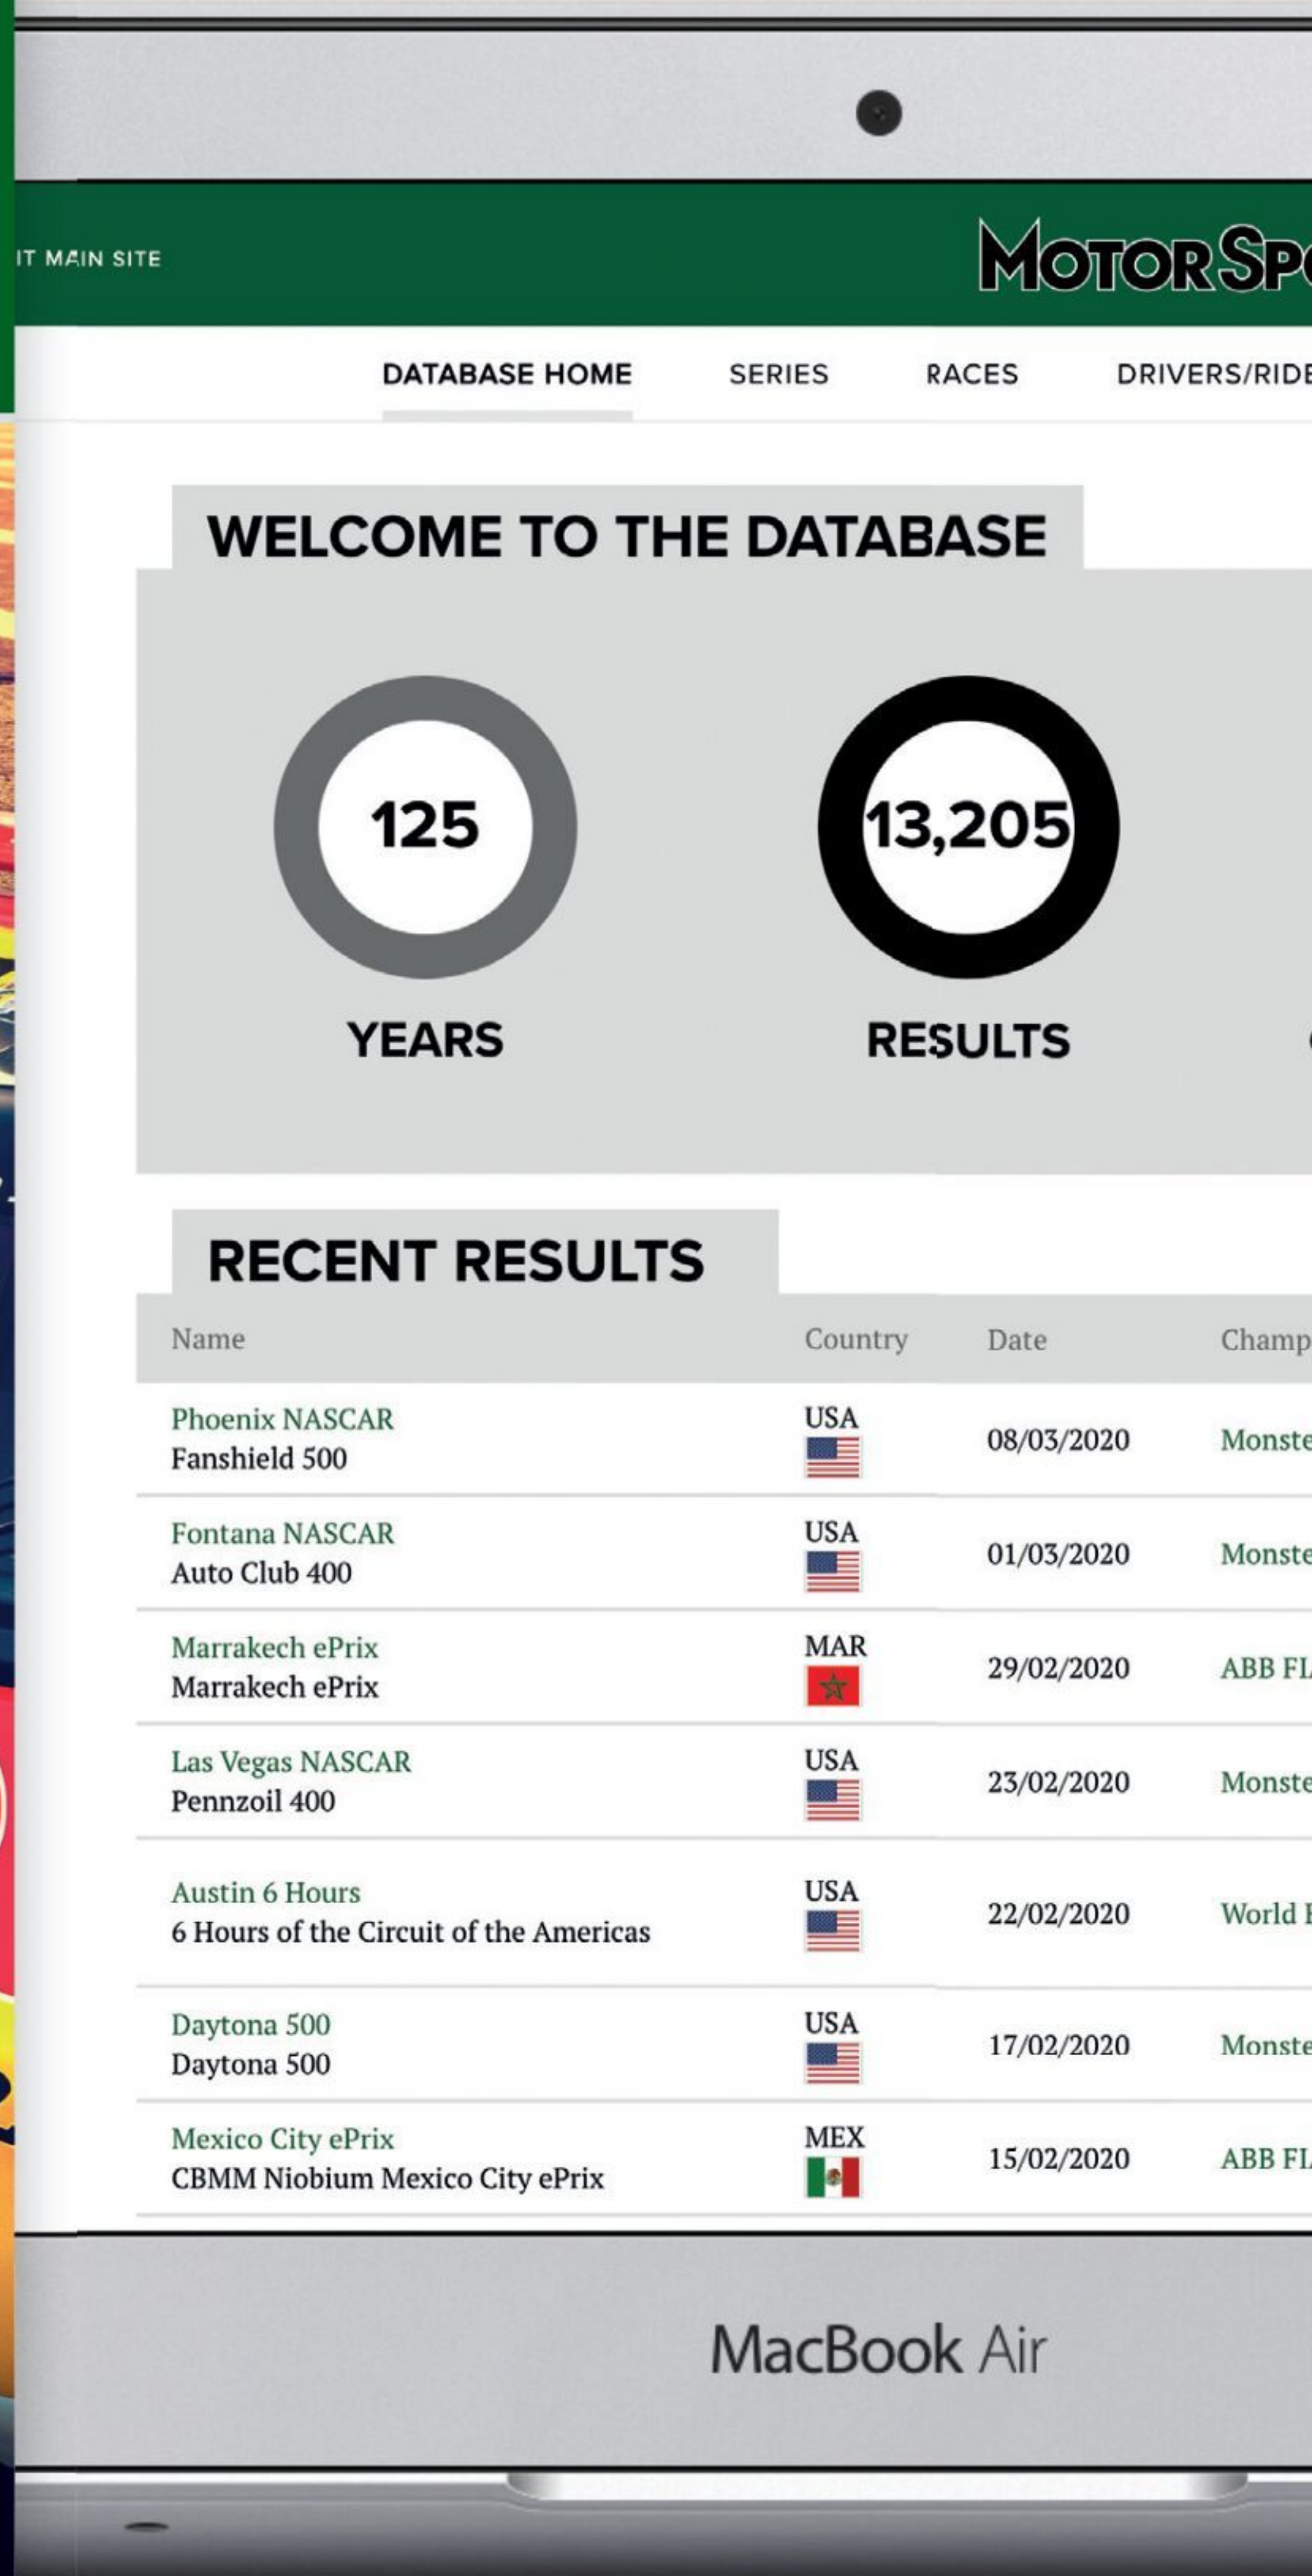 IT MAIN SITE
MOTOR SPO
DATABASE HOME SERIES RACES DRIVERS/RIDE
WELCOME TO THE DATABASE
125 13,205
YEARS RESULTS
RECENT RESULTS
Name Country Date Champ
Phoenix NASCAR USA
Fanshield 500 08/03/2020 Monste
Fontana NASCAR USA
Auto Club 400 01/03/2020 Monste
Marrakech ePrix MAR
Marrakech ePrix 29/02/2020 ABB FIA
Las Vegas NASCAR USA
Pennzoil 400 23/02/2020 Monste
Austin 6 Hours USA
6 Hours of the Circuit of the Americas 22/02/2020 World E
Daytona 500 USA
Daytona 500 17/02/2020 Monste
Mexico City ePrix MEX
CBMM Niobium Mexico City ePrix 15/02/2020 ABB FIA
MacBook Air